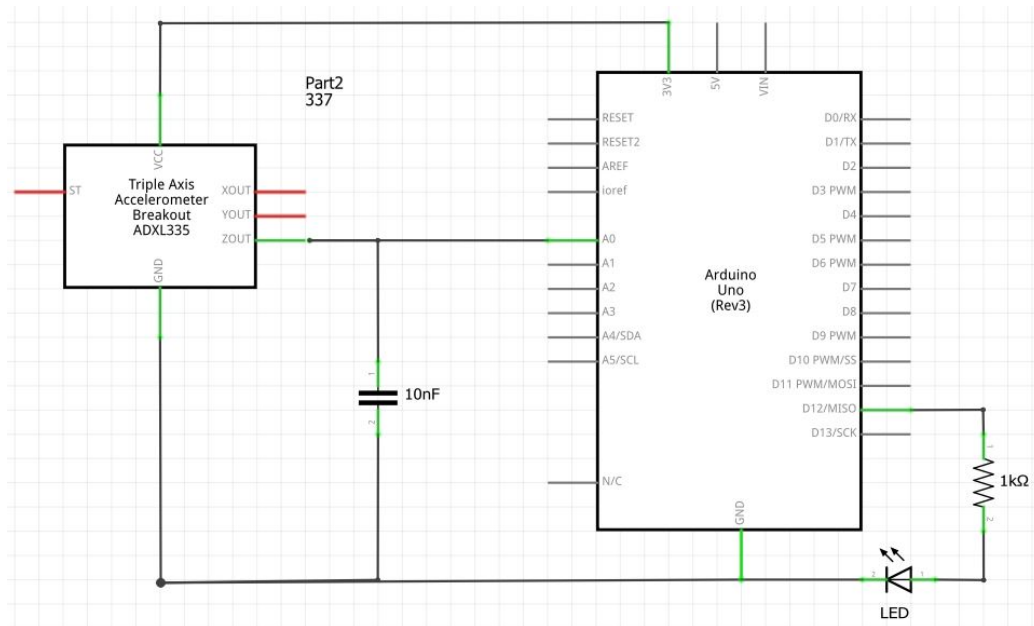 Part2
337
3V3
5V
VIN
VCC
ST
Triple Axis
Accelerometer
Breakout
ADXL335
XOUT
YOUT
ZOUT
GND
RESET
RESET2
AREF
ioref
A0
A1
A2
A3
A4/SDA
A5/SCL
N/C
Arduino
Uno
(Rev3)
D0/RX
D1/TX
D2
D3 PWM
D4
D5 PWM
D6 PWM
D7
D8
D9 PWM
D10 PWM/SS
D11 PWM/MOSI
D12/MISO
D13/SCK
GND
1
10nF
2
1
1kΩ
2
2
1
LED